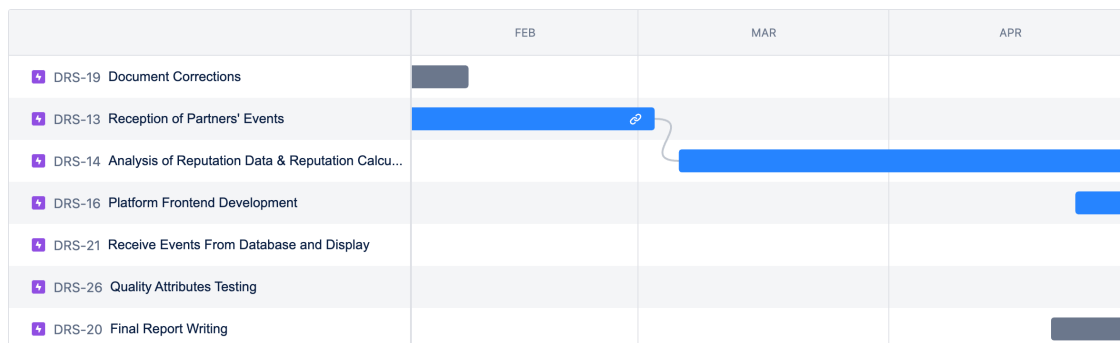 FEB MAR APR
DRS-19 Document Corrections
DRS-13 Reception of Partners' Events
DRS-14 Analysis of Reputation Data & Reputation Calcu...
DRS-16 Platform Frontend Development
DRS-21 Receive Events From Database and Display
DRS-26 Quality Attributes Testing
DRS-20 Final Report Writing